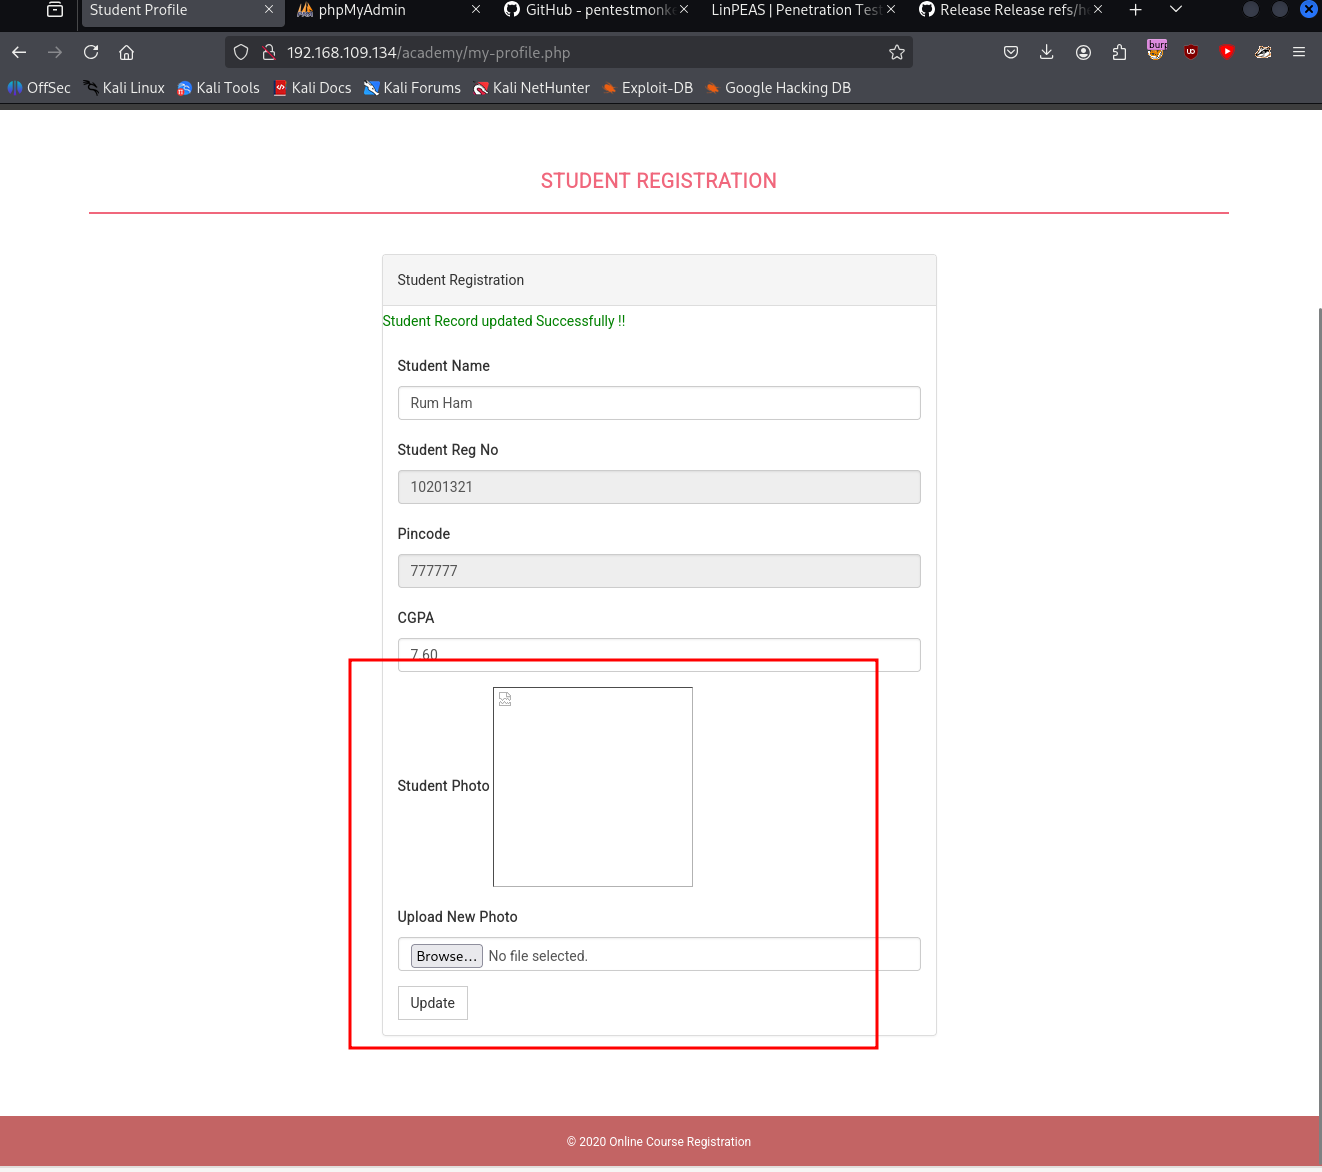 Student Profile
phpMyAdmin
GitHub - pentestmonk
LinPEAS | Penetration Test
Release Release refs/he
192.168.109.134/academy/my-profile.php
burp
OffSec
Kali Linux
Kali Tools
Kali Docs
Kali Forums
Kali NetHunter
Exploit-DB
Google Hacking DB
STUDENT REGISTRATION
Student Registration
Student Record updated Successfully !!
Student Name
Rum Ham
Student Reg No
10201321
Pincode
777777
CGPA
7.60
Student Photo
Upload New Photo
Browse...
No file selected.
Update
© 2020 Online Course Registration